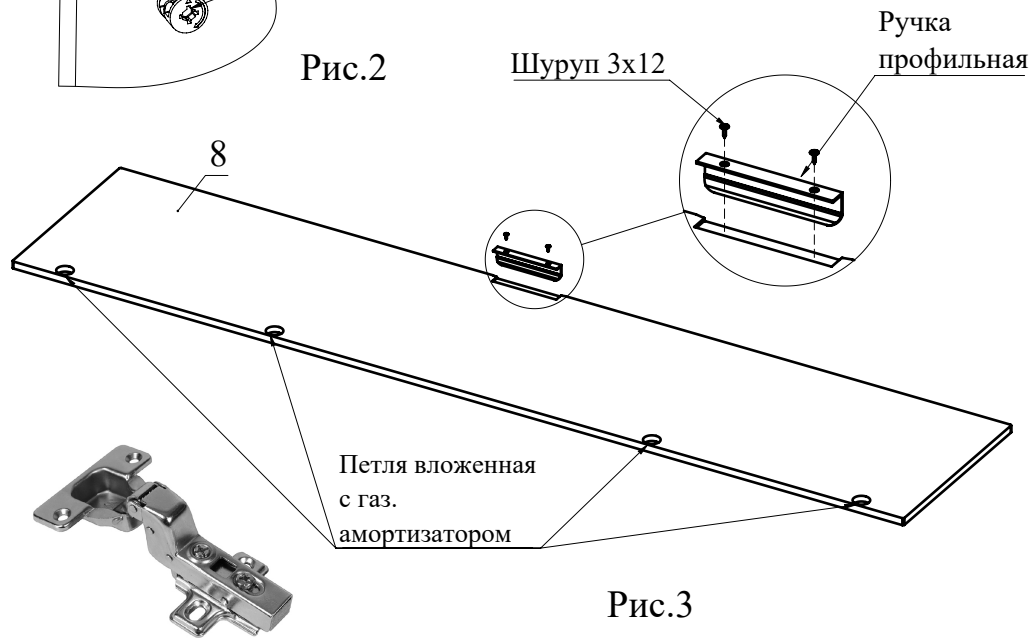 Рис.2
Шуруп 3х12
Ручка
профильная
8
Петля вложенная
с газ.
амортизатором
Рис.3